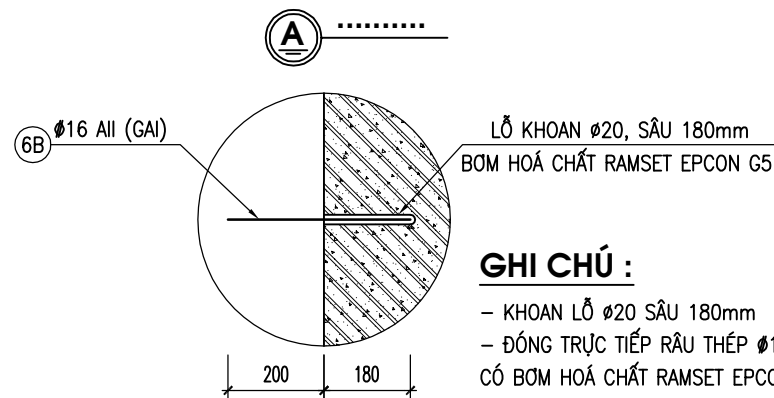 A ..........
6B Ø16 AII (GAI)
LỖ KHOAN Ø20, SÂU 180mm
BƠM HOÁ CHẤT RAMSET EPCON G5
GHI CHÚ :
- KHOAN LỖ Ø20 SÂU 180mm
- ĐÓNG TRỰC TIẾP RÂU THÉP
CÓ BƠM HOÁ CHẤT RAMSET
200 180